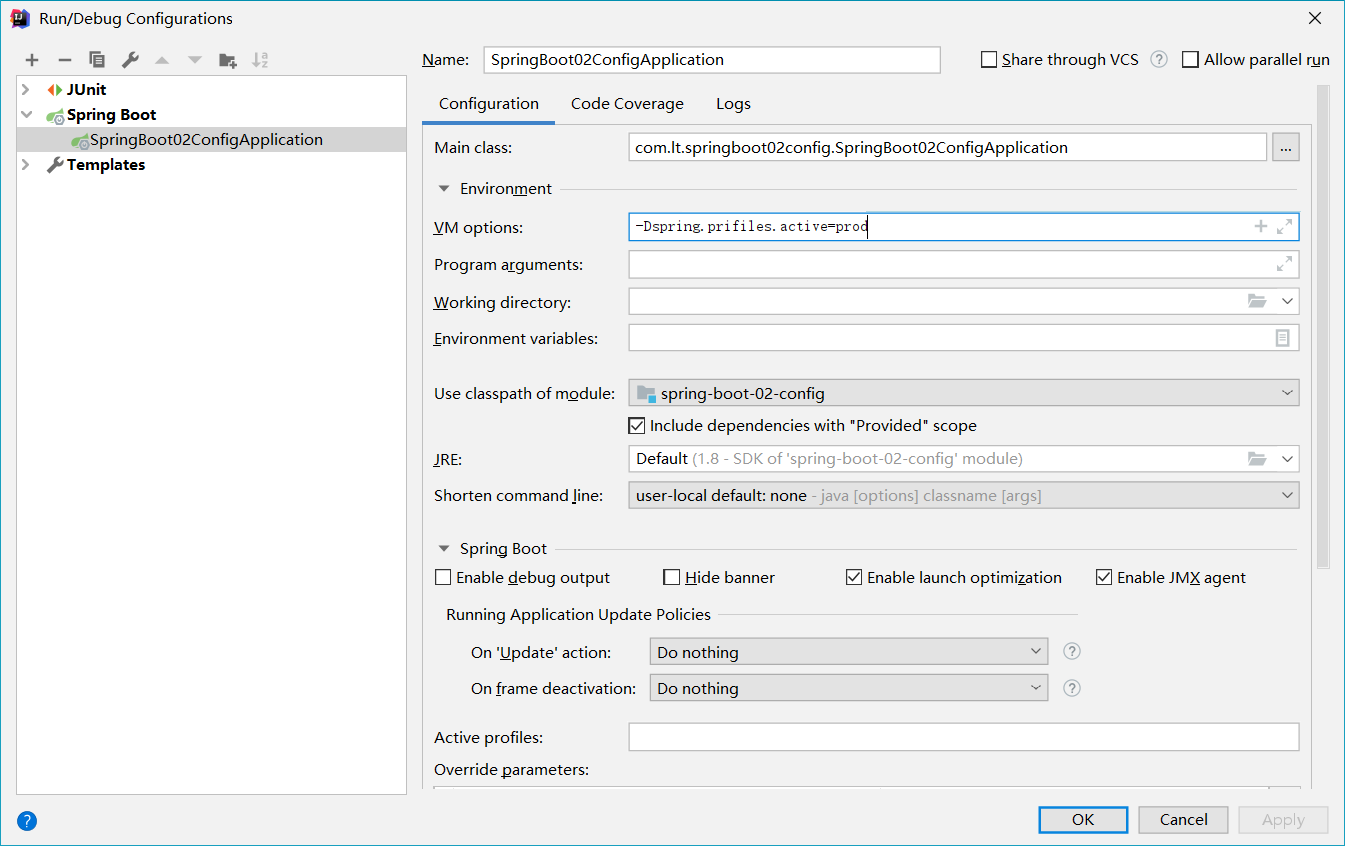 Run/Debug Configurations
JUnit
Spring Boot
SpringBoot02ConfigApplication
Templates
Name: SpringBoot02ConfigApplication
Share through VCS ? Allow parallel run
Configuration Code Coverage Logs
Main class: com.lt.springboot02config.SpringBoot02ConfigApplication ...
Environment
VM options: -Dspring.prifiles.active=prod
Program arguments:
Working directory:
Environment variables:
Use classpath of module: spring-boot-02-config
Include dependencies with "Provided" scope
JRE: Default (1.8 - SDK of 'spring-boot-02-config' module)
Shorten command line: user-local default: none - java [options] classname [args]
Spring Boot
Enable debug output Hide banner Enable launch optimization Enable JMX agent
Running Application Update Policies
On 'Update' action: Do nothing ?
On frame deactivation: Do nothing ?
Active profiles:
Override parameters:
? OK Cancel Apply